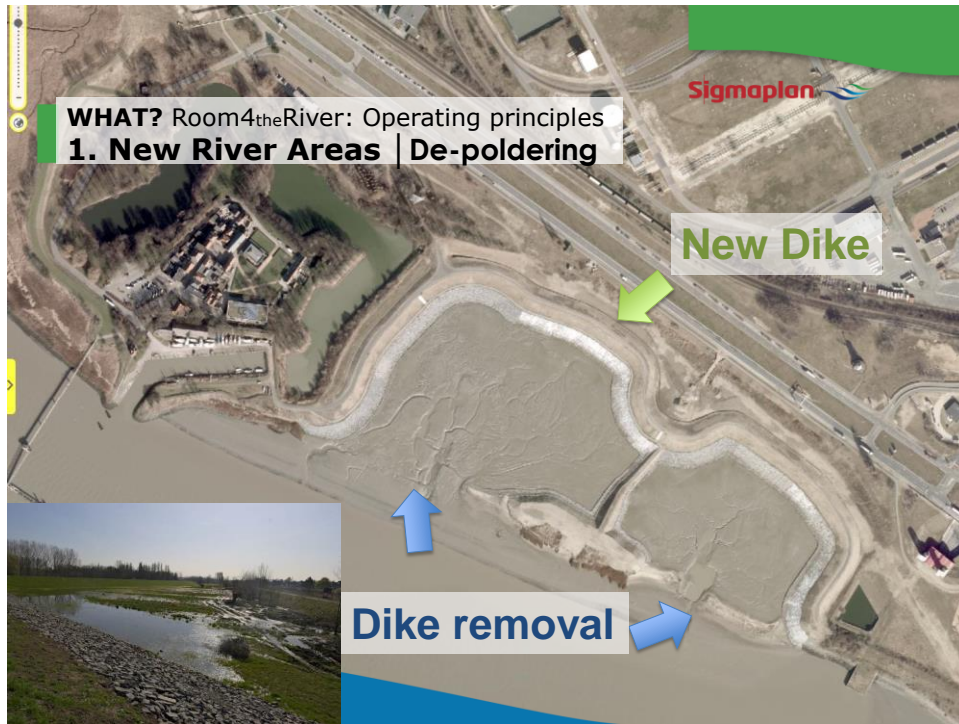 Sigmaplan
WHAT? Room4theRiver: Operating principles
1. New River Areas | De-poldering
New Dike
Dike removal